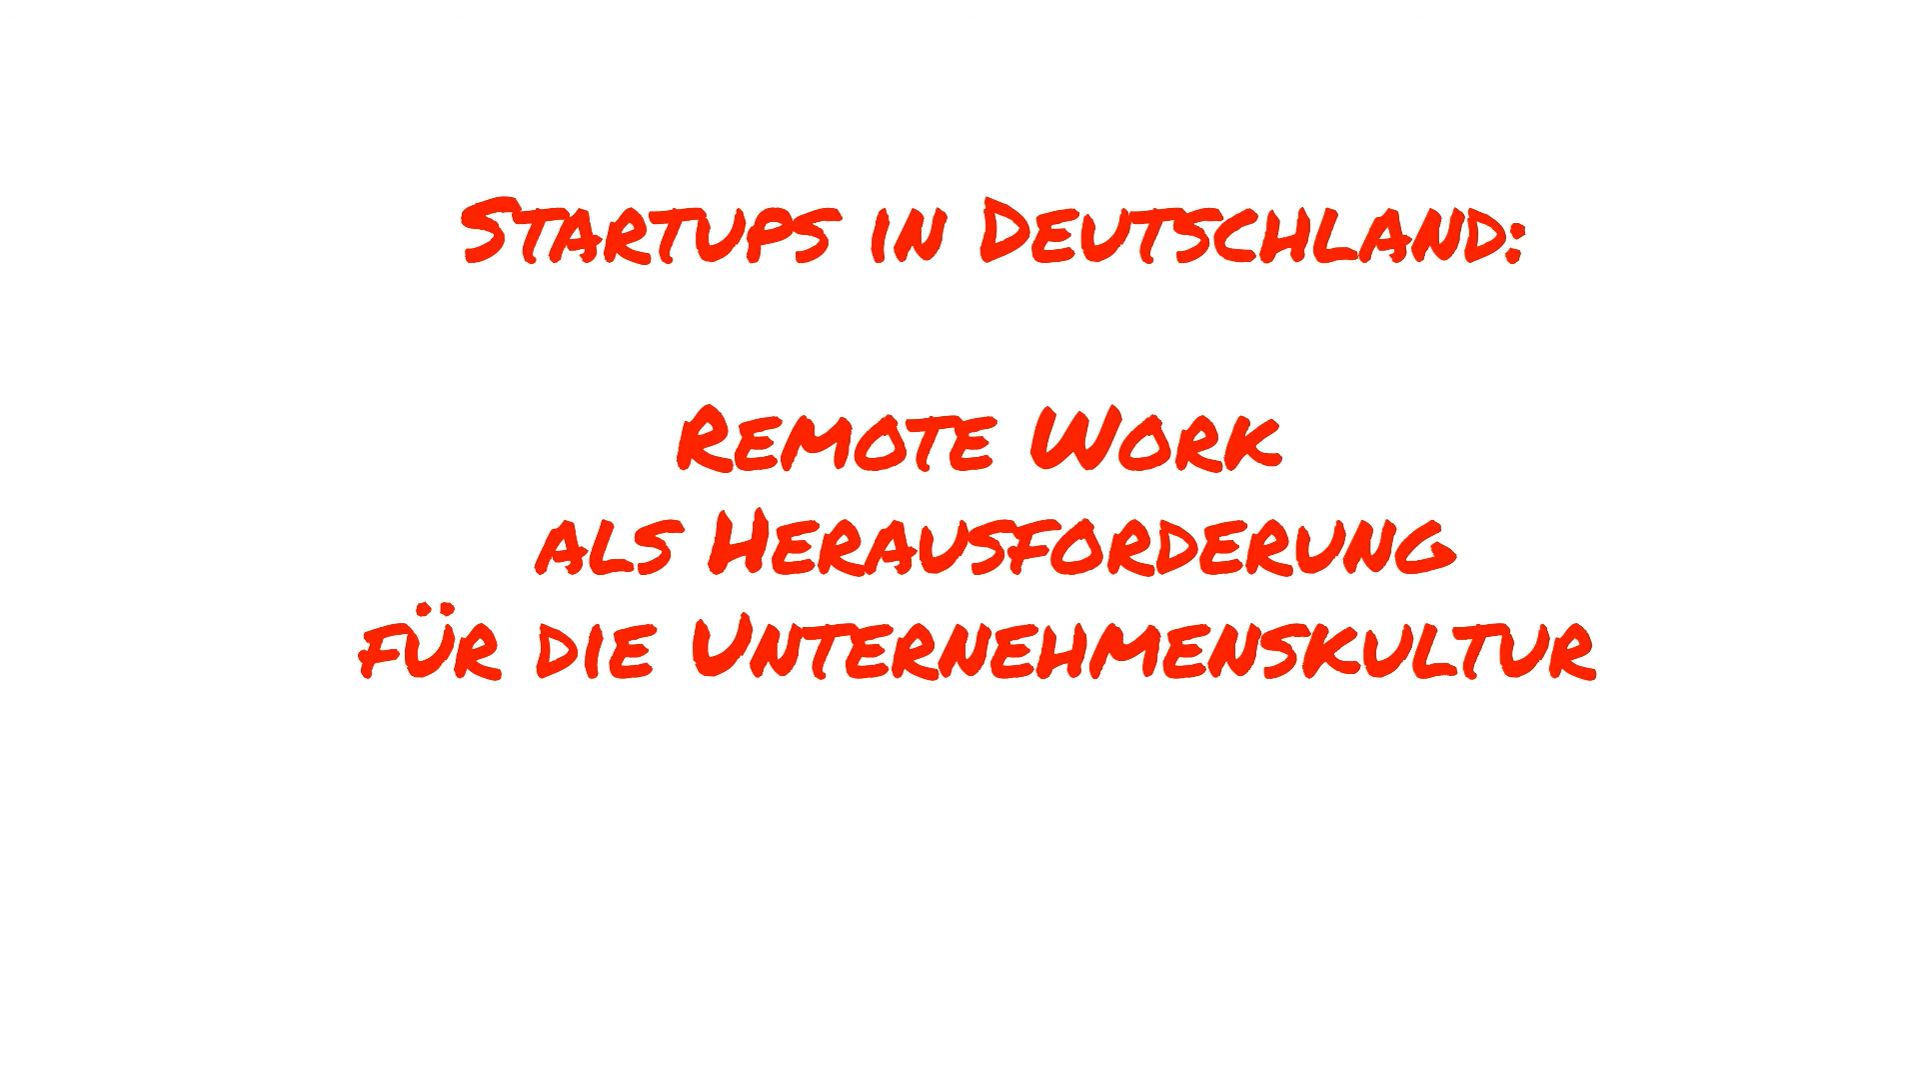 Startups in Deutschland:
Remote Work
als Herausforderung
für die Unternehmenskultur